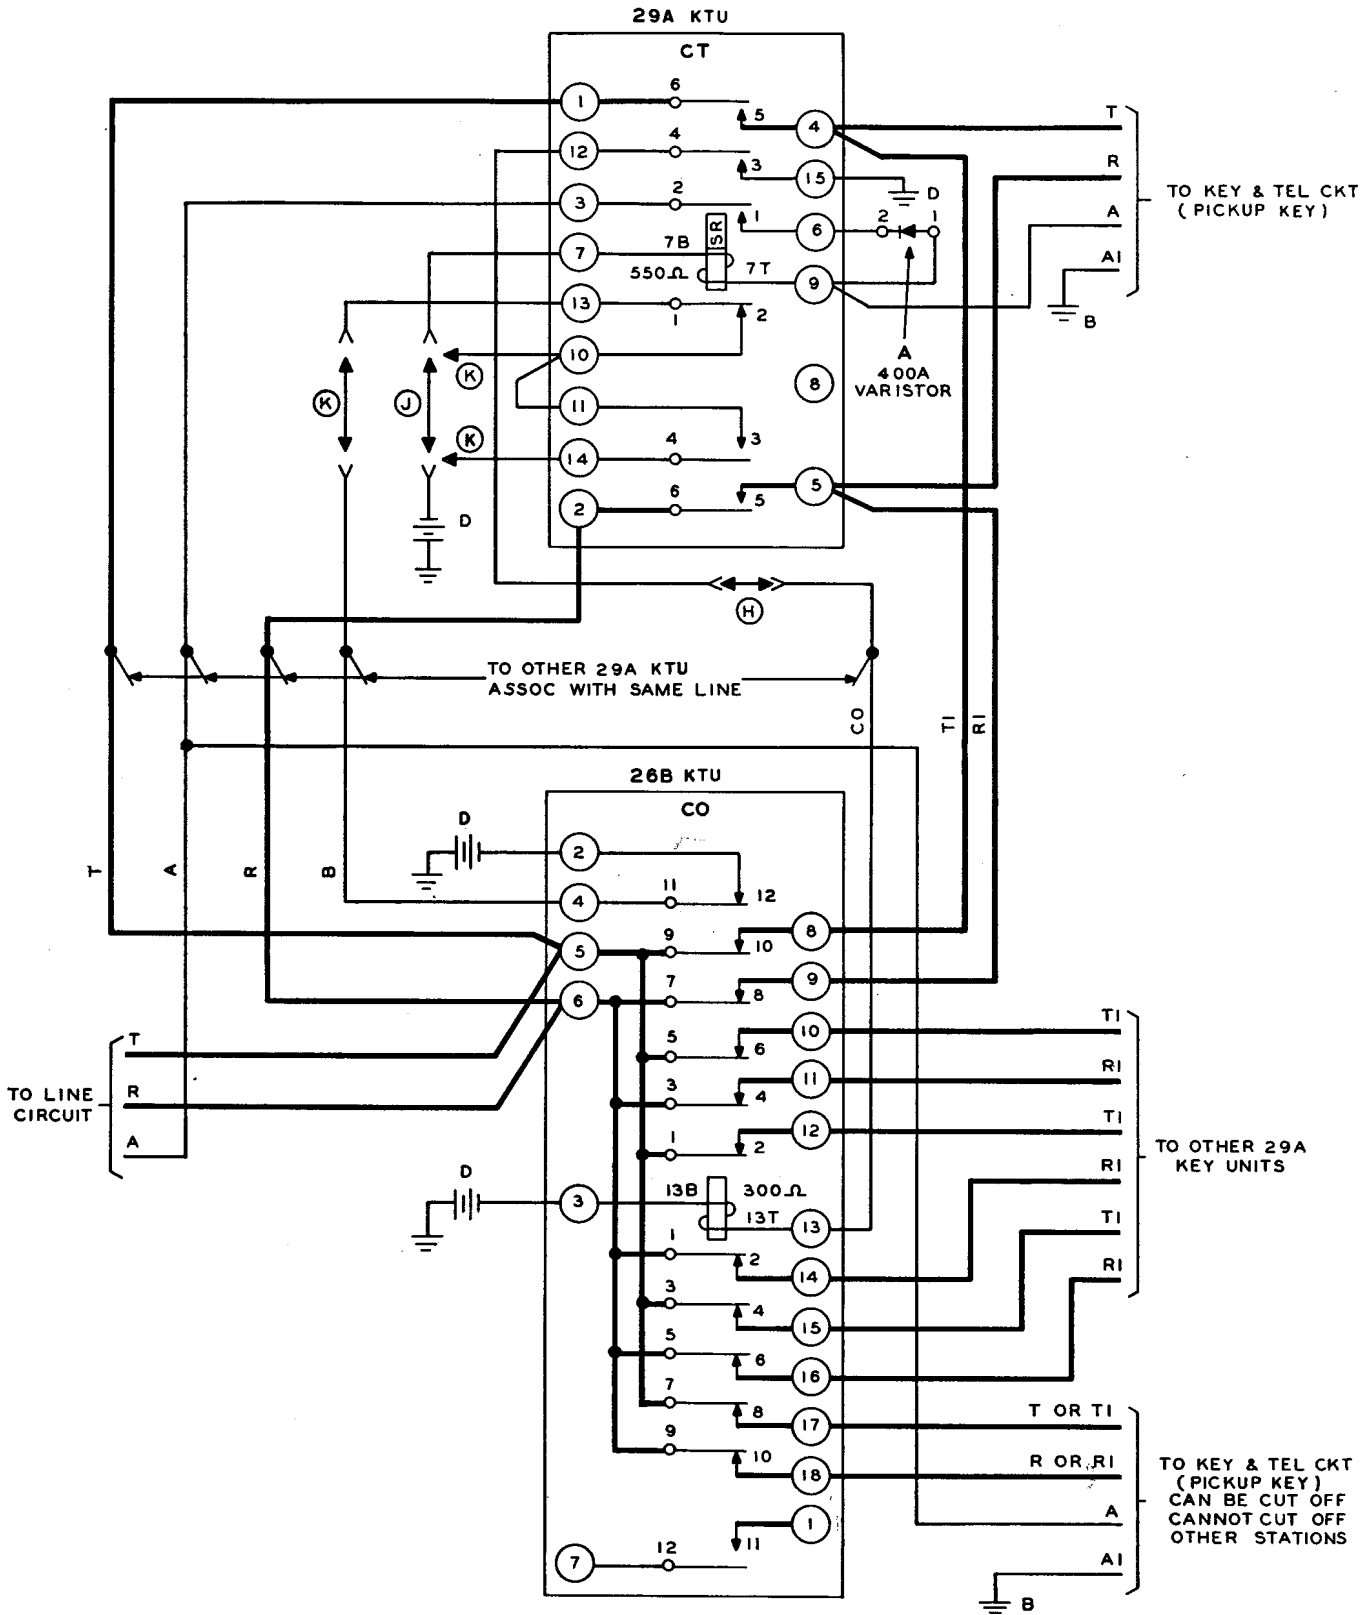 29A KTU
CT
1
6
5
4
T
12
4
3
15
R
D
TO KEY & TEL CKT
(PICKUP KEY)
3
2
1
6
2
1
A
7
7B
SR
550Ω
7T
9
A1
B
13
1
2
10
K
A
400A
VARISTOR
8
K
J
11
K
14
4
3
2
6
5
5
D
H
TO OTHER 29A KTU
ASSOC WITH SAME LINE
CO
T1
R1
26B KTU
CO
D
2
T
A
R
B
4
11
12
5
9
10
8
6
7
8
9
5
6
10
T1
T
TO LINE
CIRCUIT
R
A
3
4
11
R1
1
2
12
T1
TO OTHER 29A
KEY UNITS
R1
D
3
13B
300Ω
13T
13
T1
1
2
14
R1
3
4
15
5
6
16
7
8
17
T OR T1
9
10
18
R OR R1
TO KEY & TEL CKT
(PICKUP KEY)
CAN BE CUT OFF
CANNOT CUT OFF
OTHER STATIONS
A
1
11
7
12
A1
B